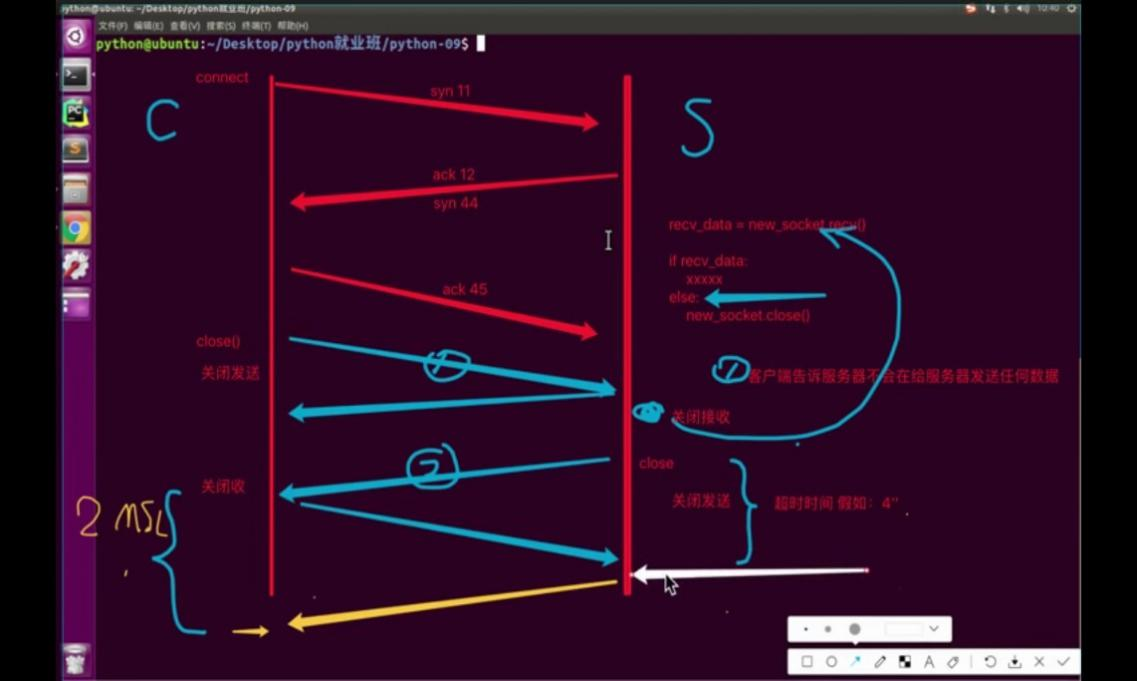 python@ubuntu: ~/Desktop/python就业班/python-09
10:40
文件(F) 编辑(E) 查看(V) 搜索(S) 终端(T) 帮助(H)
python@ubuntu:~/Desktop/python就业班/python-09$
connect
syn 11
C
S
ack 12
syn 44
recv_data = new_socket.recv()
if recv_data:
xxxxx
else:
new_socket.close()
ack 45
close()
关闭发送
1
1 客户端告诉服务器不会在给服务器发送任何数据
关闭接收
2
close
关闭收
关闭发送
超时时间 假如：4''
2 MSL